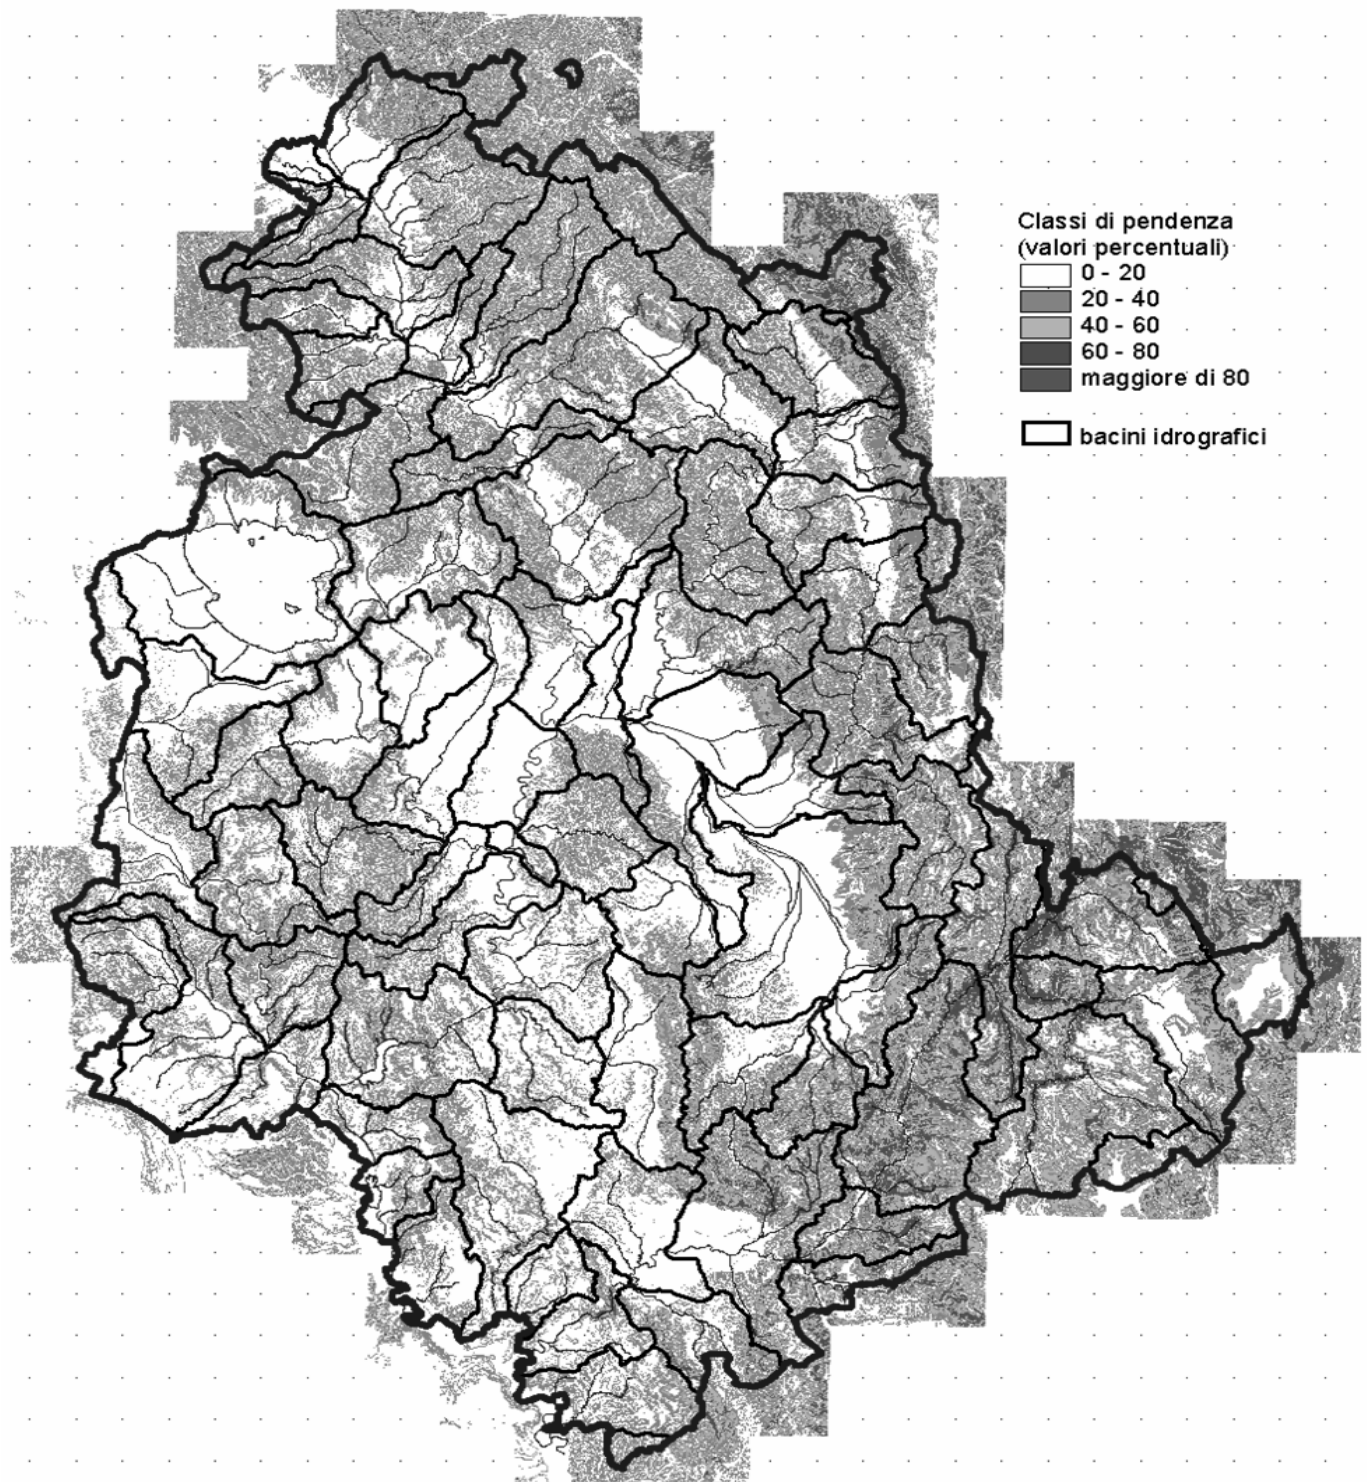 Classi di pendenza
(valori percentuali)
0 - 20
20 - 40
40 - 60
60 - 80
maggiore di 80
bacini idrografici